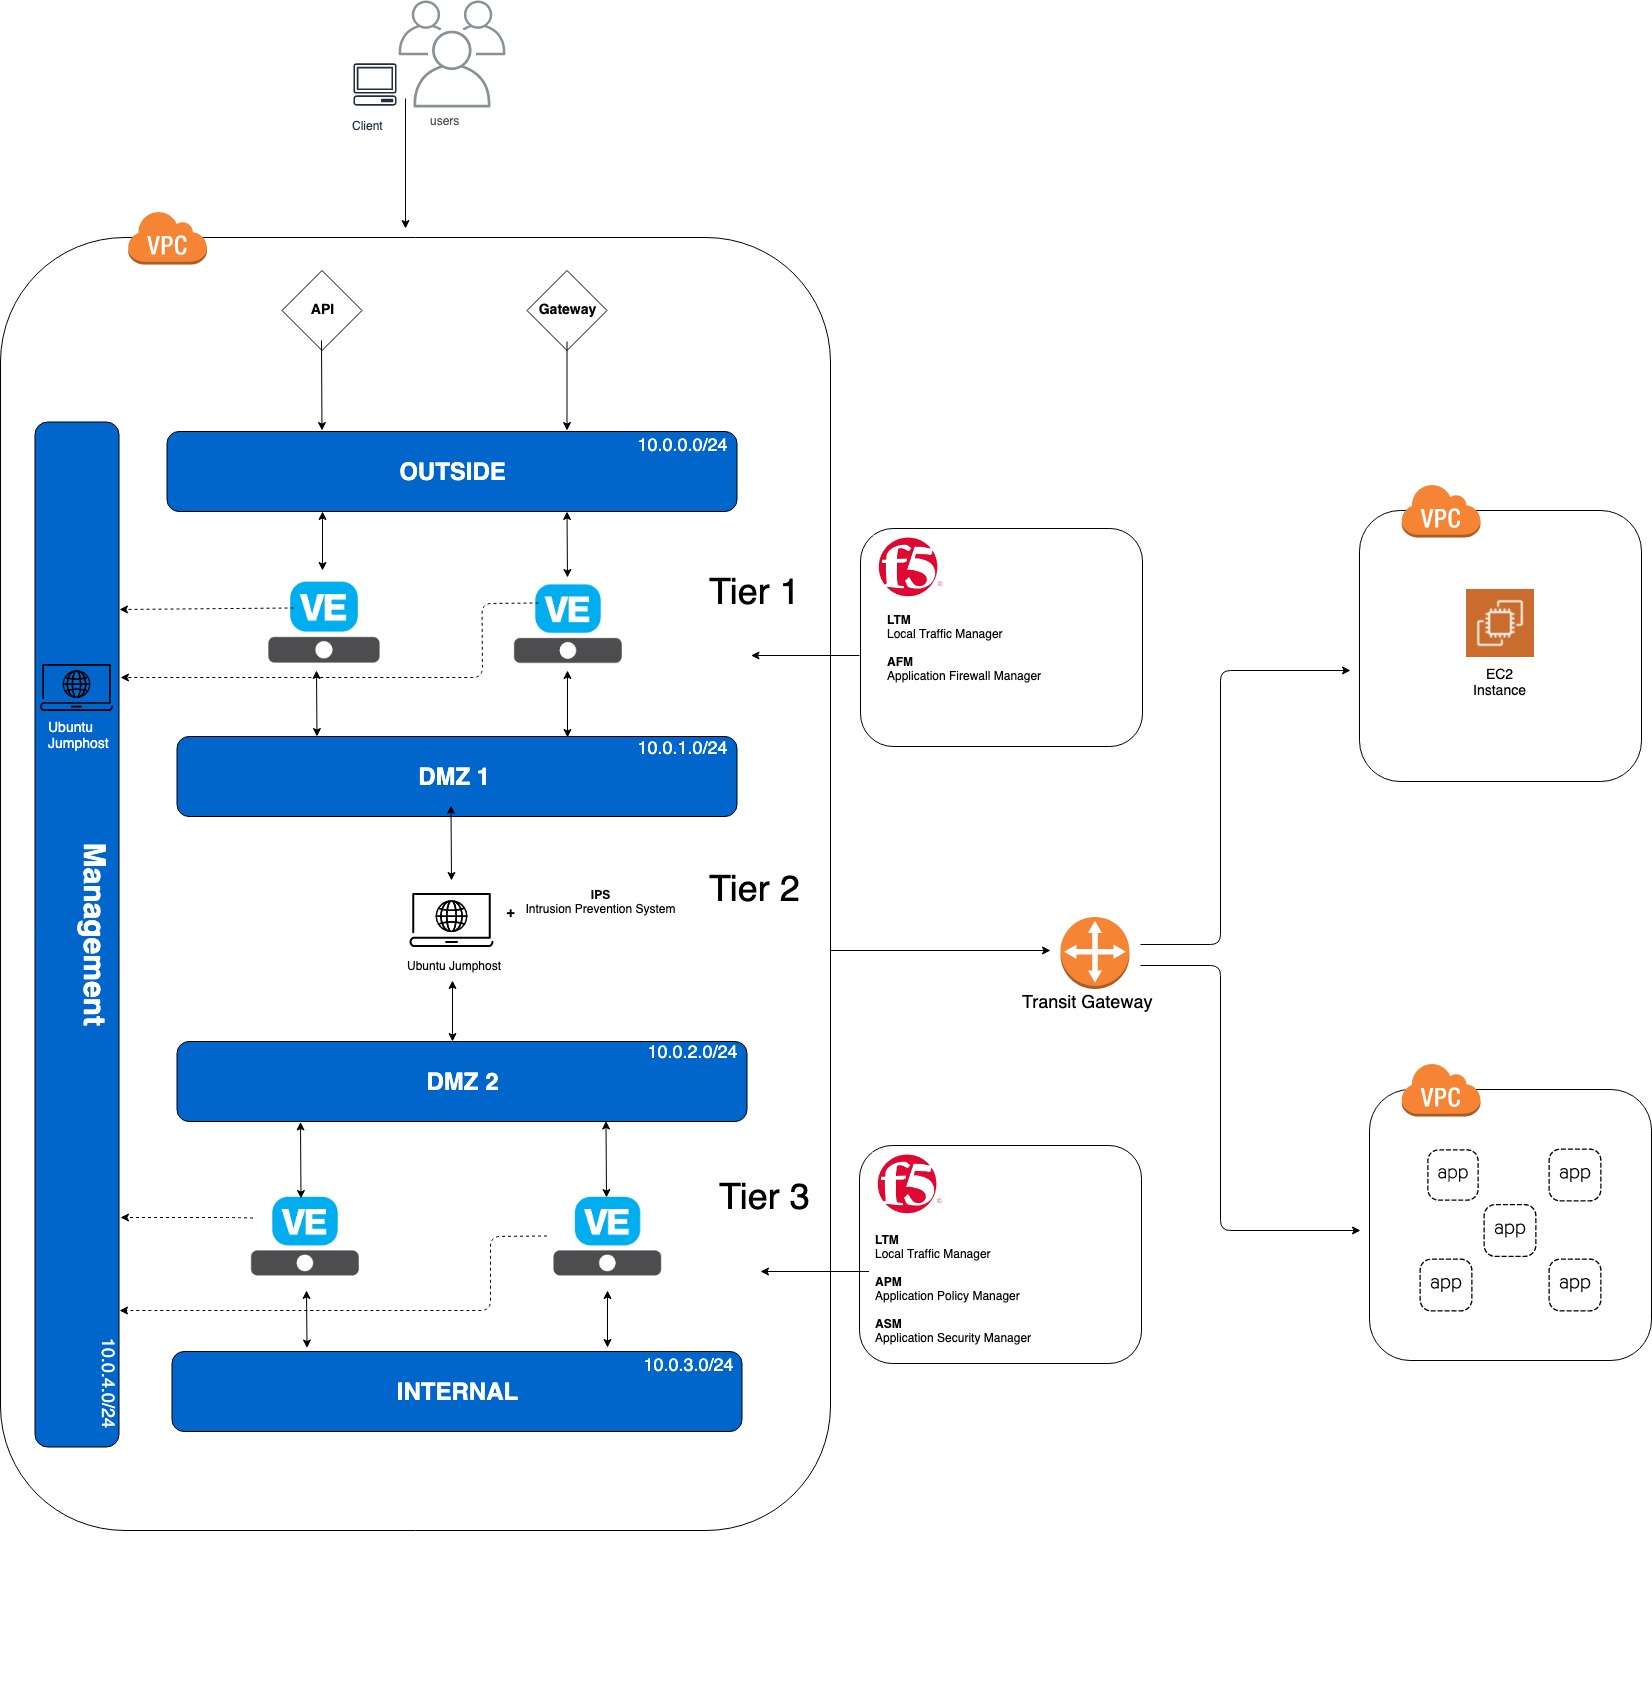 Client
users
VPC
API
Gateway
10.0.0.0/24
OUTSIDE
VE
VE
Tier 1
f5
LTM
Local Traffic Manager
AFM
Application Firewall Manager
VPC
EC2
Instance
Ubuntu
Jumphost
10.0.1.0/24
DMZ 1
Management
Tier 2
IPS
+ Intrusion Prevention System
Ubuntu Jumphost
Transit Gateway
10.0.2.0/24
DMZ 2
VE
VE
Tier 3
f5
LTM
Local Traffic Manager
APM
Application Policy Manager
ASM
Application Security Manager
VPC
app
app
app
app
app
10.0.4.0/24
10.0.3.0/24
INTERNAL